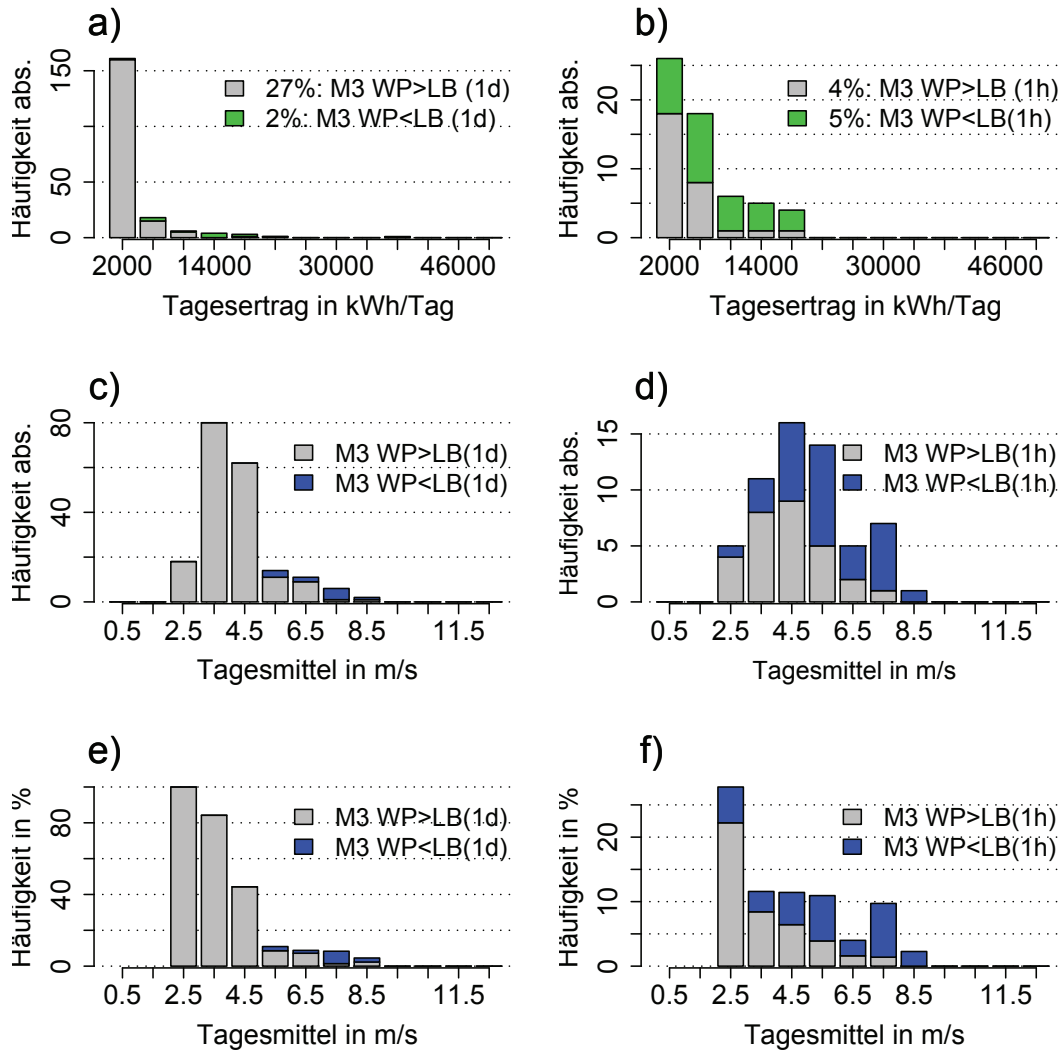 a)
Häufigkeit abs.
0
50
150
27%: M3 WP>LB (1d)
2%: M3 WP<LB (1d)
2000
14000
30000
46000
Tagesertrag in kWh/Tag
b)
Häufigkeit abs.
0
10
20
4%: M3 WP>LB (1h)
5%: M3 WP<LB(1h)
2000
14000
30000
46000
Tagesertrag in kWh/Tag
c)
Häufigkeit abs.
0
40
80
M3 WP>LB(1d)
M3 WP<LB(1d)
0.5
2.5
4.5
6.5
8.5
11.5
Tagesmittel in m/s
d)
Häufigkeit abs.
0
5
10
15
M3 WP>LB(1h)
M3 WP<LB(1h)
0.5
2.5
4.5
6.5
8.5
11.5
Tagesmittel in m/s
e)
Häufigkeit in %
0
40
80
M3 WP>LB(1d)
M3 WP<LB(1d)
0.5
2.5
4.5
6.5
8.5
11.5
Tagesmittel in m/s
f)
Häufigkeit in %
0
10
20
M3 WP>LB(1h)
M3 WP<LB(1h)
0.5
2.5
4.5
6.5
8.5
11.5
Tagesmittel in m/s